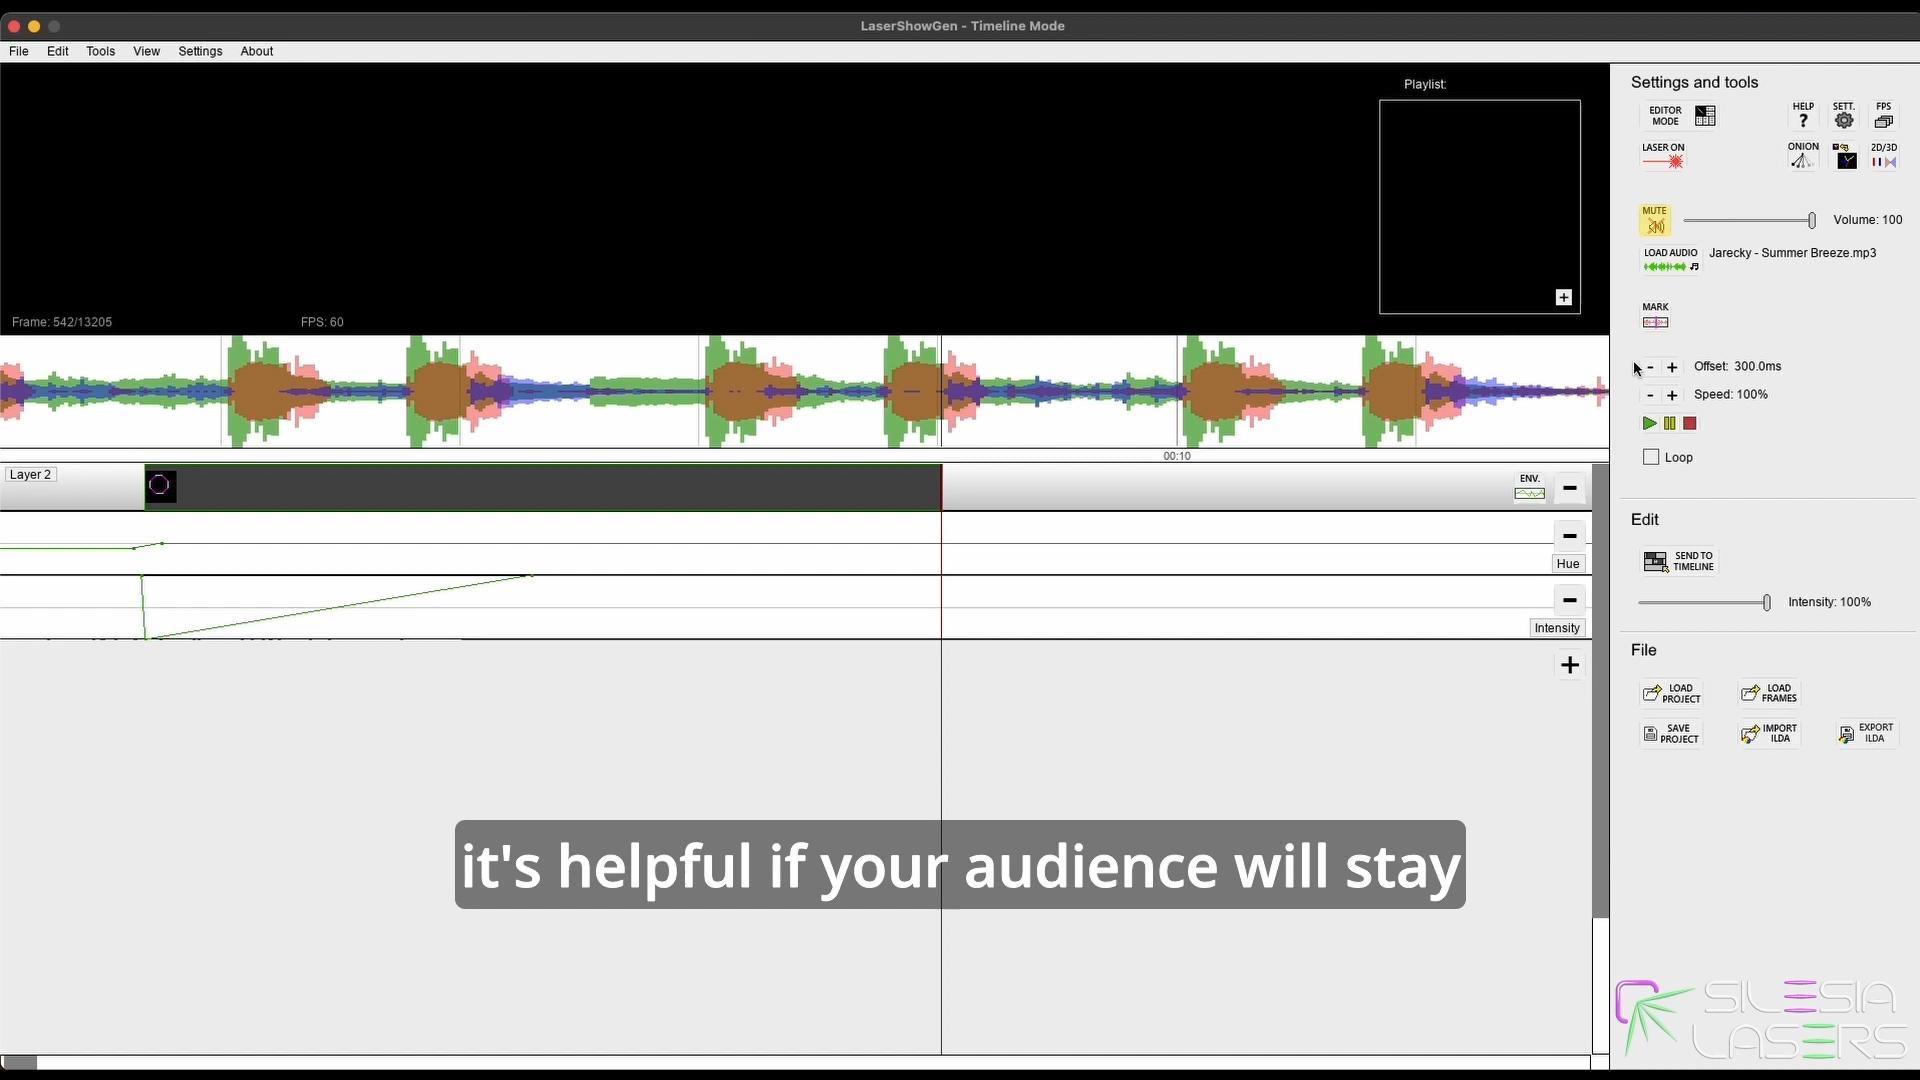 LaserShowGen - Timeline Mode
File Edit Tools View Settings About
Playlist:
Frame: 542/13205
FPS: 60
00:10
Layer 2
ENV.
Hue
Intensity
Settings and tools
EDITOR
MODE
HELP
?
SETT.
FPS
LASER ON
ONION
2D/3D
MUTE
Volume: 100
LOAD AUDIO
Jarecky - Summer Breeze.mp3
MARK
- + Offset: 300.0ms
- + Speed: 100%
Loop
Edit
SEND TO
TIMELINE
Intensity: 100%
File
LOAD
PROJECT
LOAD
FRAMES
SAVE
PROJECT
IMPORT
ILDA
EXPORT
ILDA
it's helpful if your audience will stay
SILESIA
LASERS